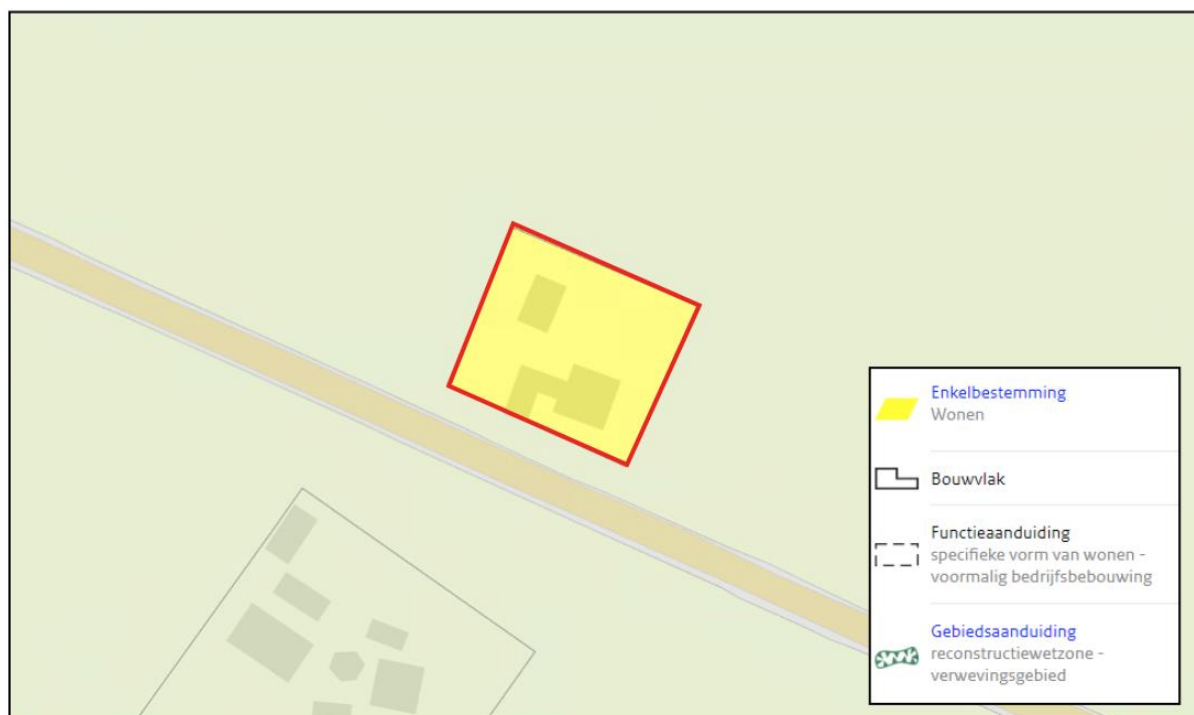 Enkelbestemming
Wonen
Bouwvlak
Functieaanduiding
specifieke vorm van wonen -
voormalig bedrijfsbebouwing
Gebiedsaanduiding
reconstructiewetzone -
verwevingsgebied